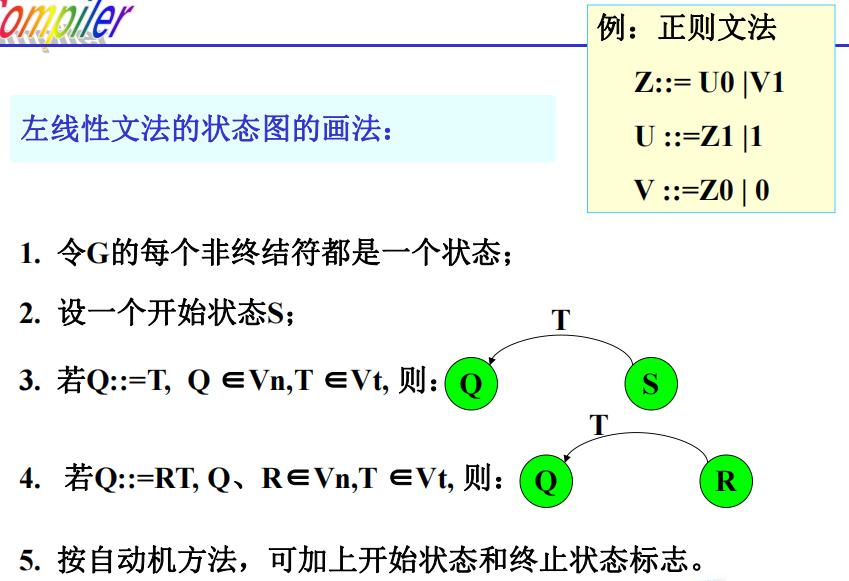 Compiler
例：正则文法
Z::= U0 |V1
U ::=Z1 |1
V ::=Z0 | 0
左线性文法的状态图的画法：
1. 令G的每个非终结符都是一个状态；
2. 设一个开始状态S；
T
3. 若Q::=T, Q ∈Vn,T ∈Vt, 则： Q S
T
4. 若Q::=RT, Q、R∈Vn,T ∈Vt, 则： Q R
5. 按自动机方法，可加上开始状态和终止状态标志。